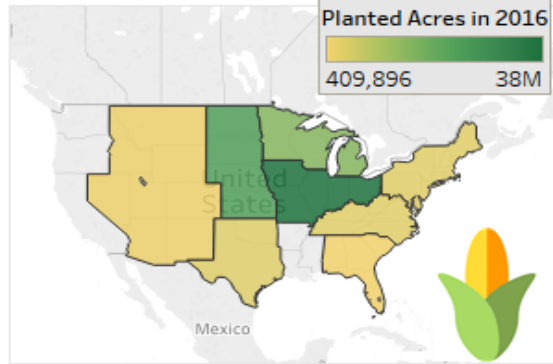 Planted Acres in 2016
409,896 38M
United
States
Mexico